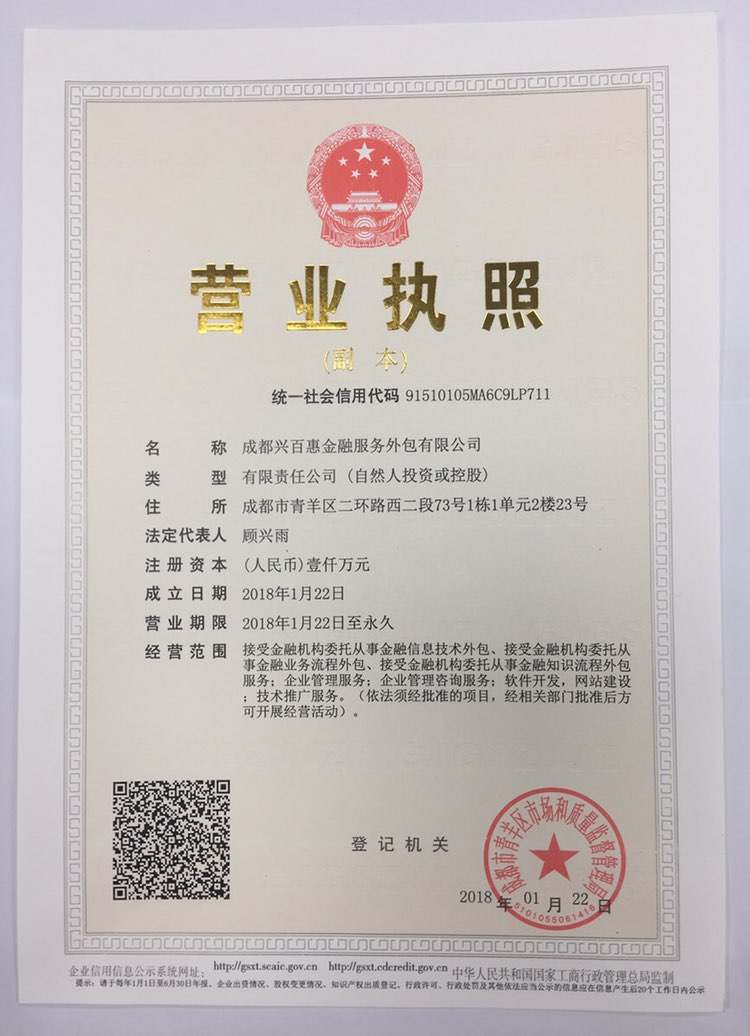 营业执照
(副 本)
统一社会信用代码 91510105MA6C9LP711
名 称 成都兴百惠金融服务外包有限公司
类 型 有限责任公司 (自然人投资或控股)
住 所 成都市青羊区二环路西二段73号1栋1单元2楼23号
法定代表人 顾兴雨
注册资本 (人民币)壹仟万元
成立日期 2018年1月22日
营业期限 2018年1月22日至永久
经营范围 接受金融机构委托从事金融信息技术外包、接受金融机构委托从
事金融业务流程外包、接受金融机构委托从事金融知识流程外包
服务；企业管理服务；企业管理咨询服务；软件开发，网站建设
；技术推广服务。（依法须经批准的项目，经相关部门批准后方
可开展经营活动）。
登记机关
成都市青羊区市场和质量监督管理局
5101055061418
2018 年 01 月 22 日
企业信用信息公示系统网址： http://gsxt.scaic.gov.cn http://gsxt.cdcredit.gov.cn 中华人民共和国国家工商行政管理总局监制
提示：请于每年1月1日至6月30日年报。企业出资情况、股权变更情况、知识产权出质登记、行政许可、行政处罚及其他依法应当公示的信息应在信息产生后20个工作日内公示